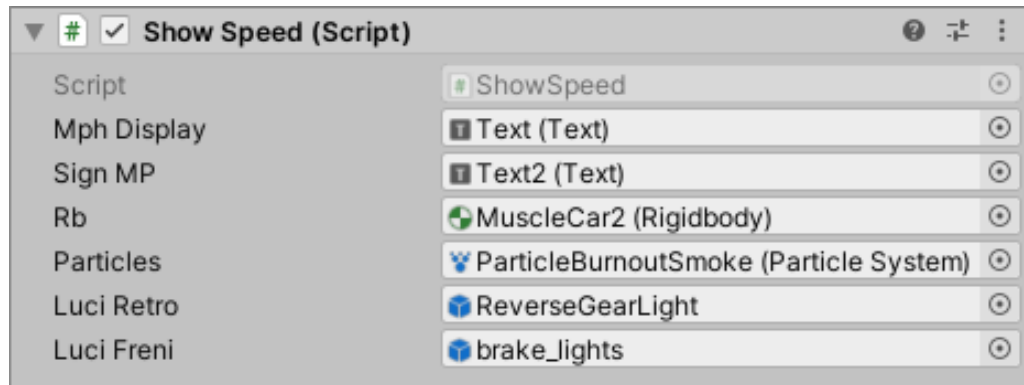 Show Speed (Script)
Script ShowSpeed
Mph Display Text (Text)
Sign MP Text2 (Text)
Rb MuscleCar2 (Rigidbody)
Particles ParticleBurnoutSmoke (Particle System)
Luci Retro ReverseGearLight
Luci Freni brake_lights